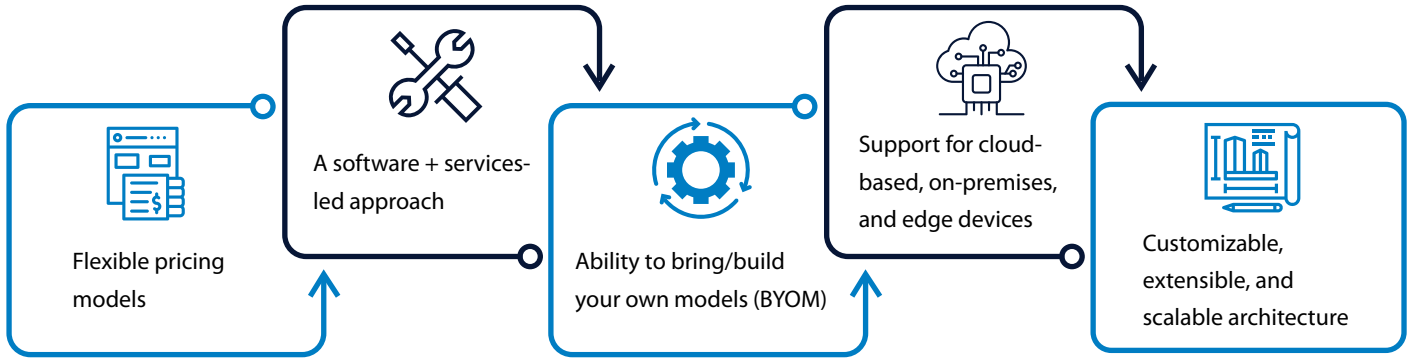 Flexible pricing
models
A software + services-
led approach
Ability to bring/build
your own models (BYOM)
Support for cloud-
based, on-premises,
and edge devices
Customizable,
extensible, and
scalable architecture